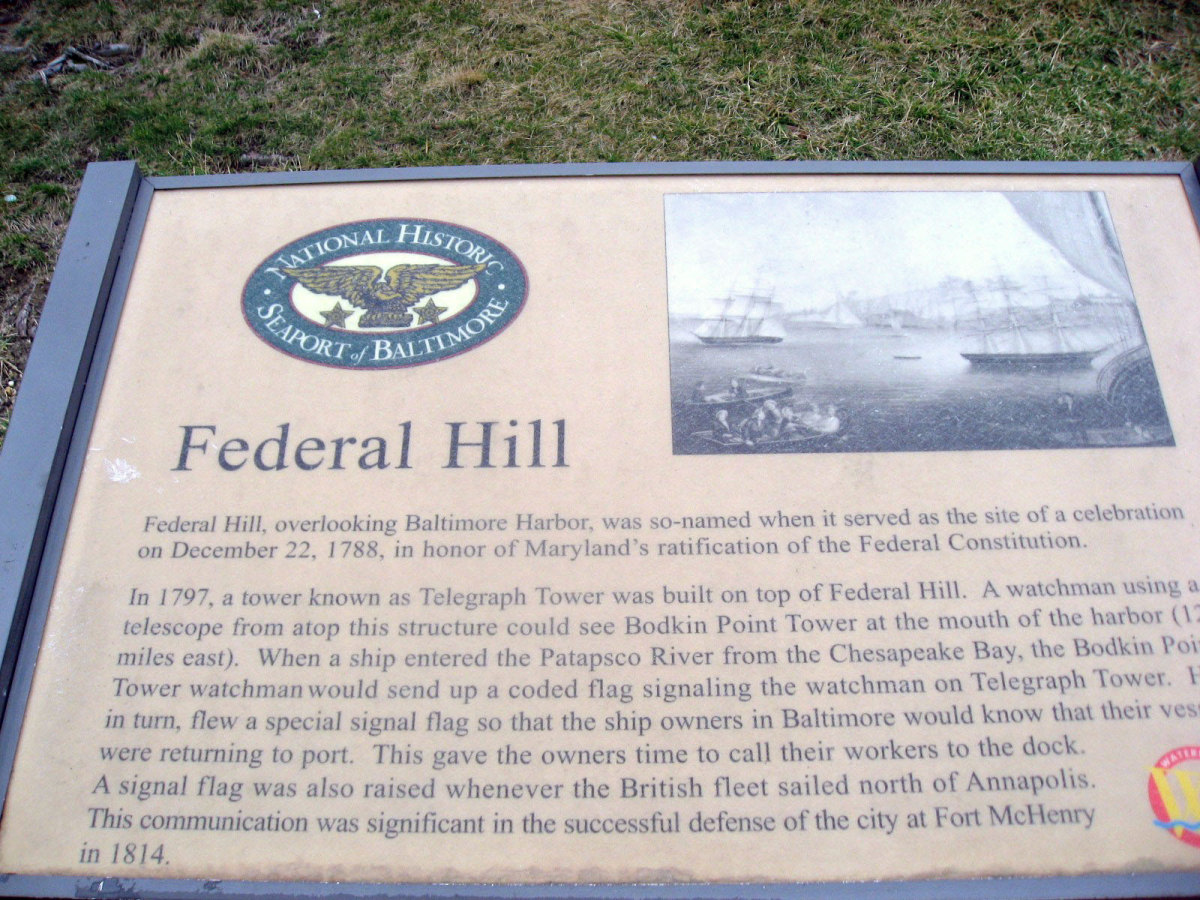 NATIONAL HISTORIC
SEAPORT of BALTIMORE
Federal Hill
Federal Hill, overlooking Baltimore Harbor, was so-named when it served as the site of a celebration
on December 22, 1788, in honor of Maryland's ratification of the Federal Constitution.
In 1797, a tower known as Telegraph Tower was built on top of Federal Hill. A watchman using a
telescope from atop this structure could see Bodkin Point Tower at the mouth of the harbor
miles east). When a ship entered the Patapsco River from the Chesapeake Bay, the Bodkin
Tower watchman would send up a coded flag signaling the watchman on Telegraph Tower.
in turn, flew a special signal flag so that the ship owners in Baltimore would know that their
were returning to port. This gave the owners time to call their workers to the dock.
A signal flag was also raised whenever the British fleet sailed north of Annapolis.
This communication was significant in the successful defense of the city at Fort McHenry
in 1814.